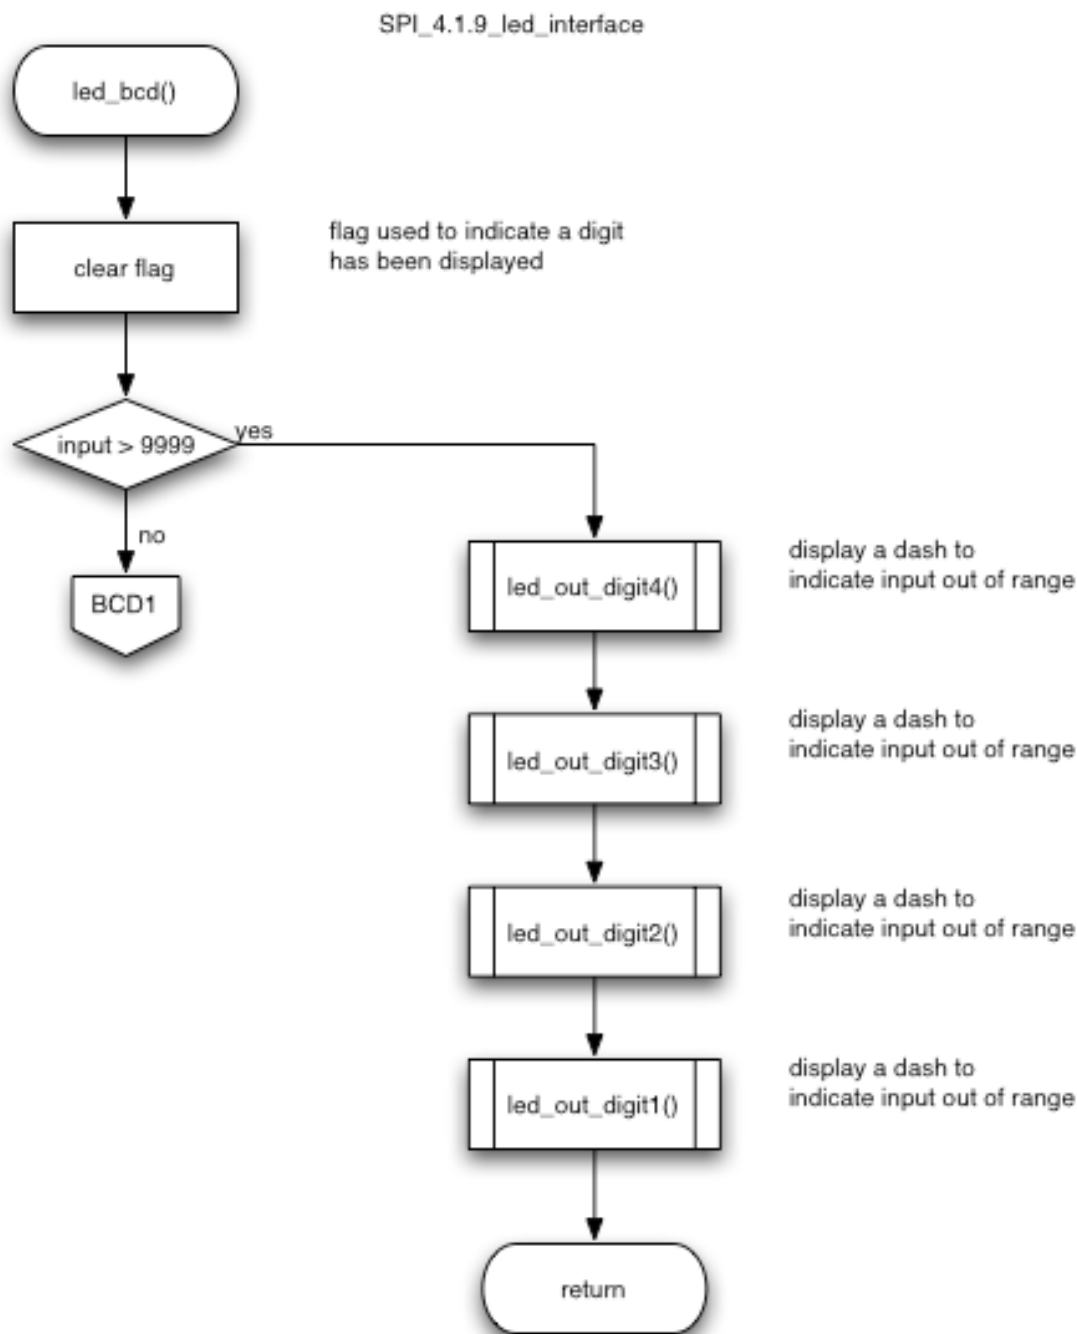 SPI_4.1.9_led_interface
led_bcd()
clear flag
flag used to indicate a digit
has been displayed
input > 9999
yes
no
BCD1
led_out_digit4()
display a dash to
indicate input out of range
led_out_digit3()
display a dash to
indicate input out of range
led_out_digit2()
display a dash to
indicate input out of range
led_out_digit1()
display a dash to
indicate input out of range
return